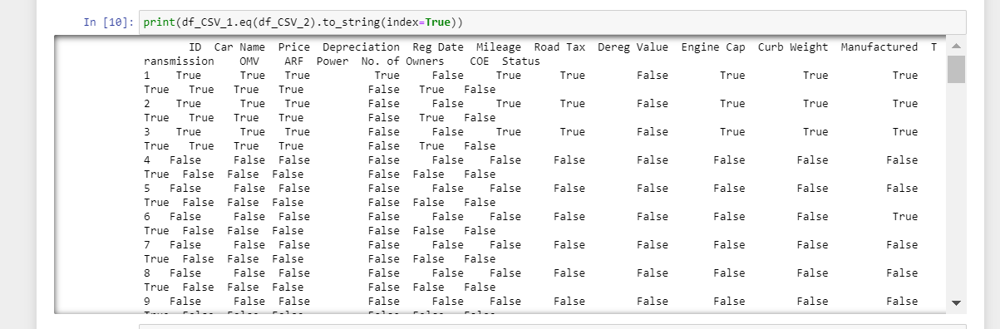 In [10]: print(df_CSV_1.eq(df_CSV_2).to_string(index=True))
ID Car Name Price Depreciation Reg Date Mileage Road Tax Dereg Value Engine Cap Curb Weight Manufactured T
ransmission OMV ARF Power No. of Owners COE Status
1 True True True True False True True False True True True
True True True True False True False
2 True True True False False True True False True True True
True True True True False True False
3 True True True False False True True False True True True
True True True True False True False
4 False False False False False False False False False False False
True False False False False False False
5 False False False False False False False False False False False
True False False False False False False
6 False False False False False False False False False False True
True False False False False False False
7 False False False False False False False False False False False
True False False False False False False
8 False False False False False False False False False False False
True False False False False False False
9 False False False False False False False False False False False